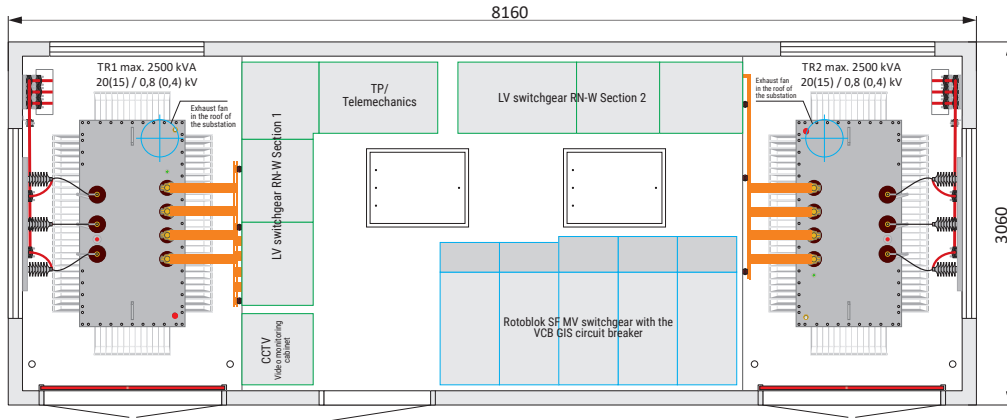 8160
TR1 max. 2500 kVA
20(15) / 0,8 (0,4) kV
Exhaust fan
in the roof of
the substation
LV switchgear RN-W Section 1
TP/
Telemechanics
LV switchgear RN-W Section 2
TR2 max. 2500 kVA
20(15) / 0,8 (0,4) kV
Exhaust fan
in the roof of
the substation
3060
CCTV
Video monitoring
cabinet
Rotoblok SF MV switchgear with the
VCB GIS circuit breaker